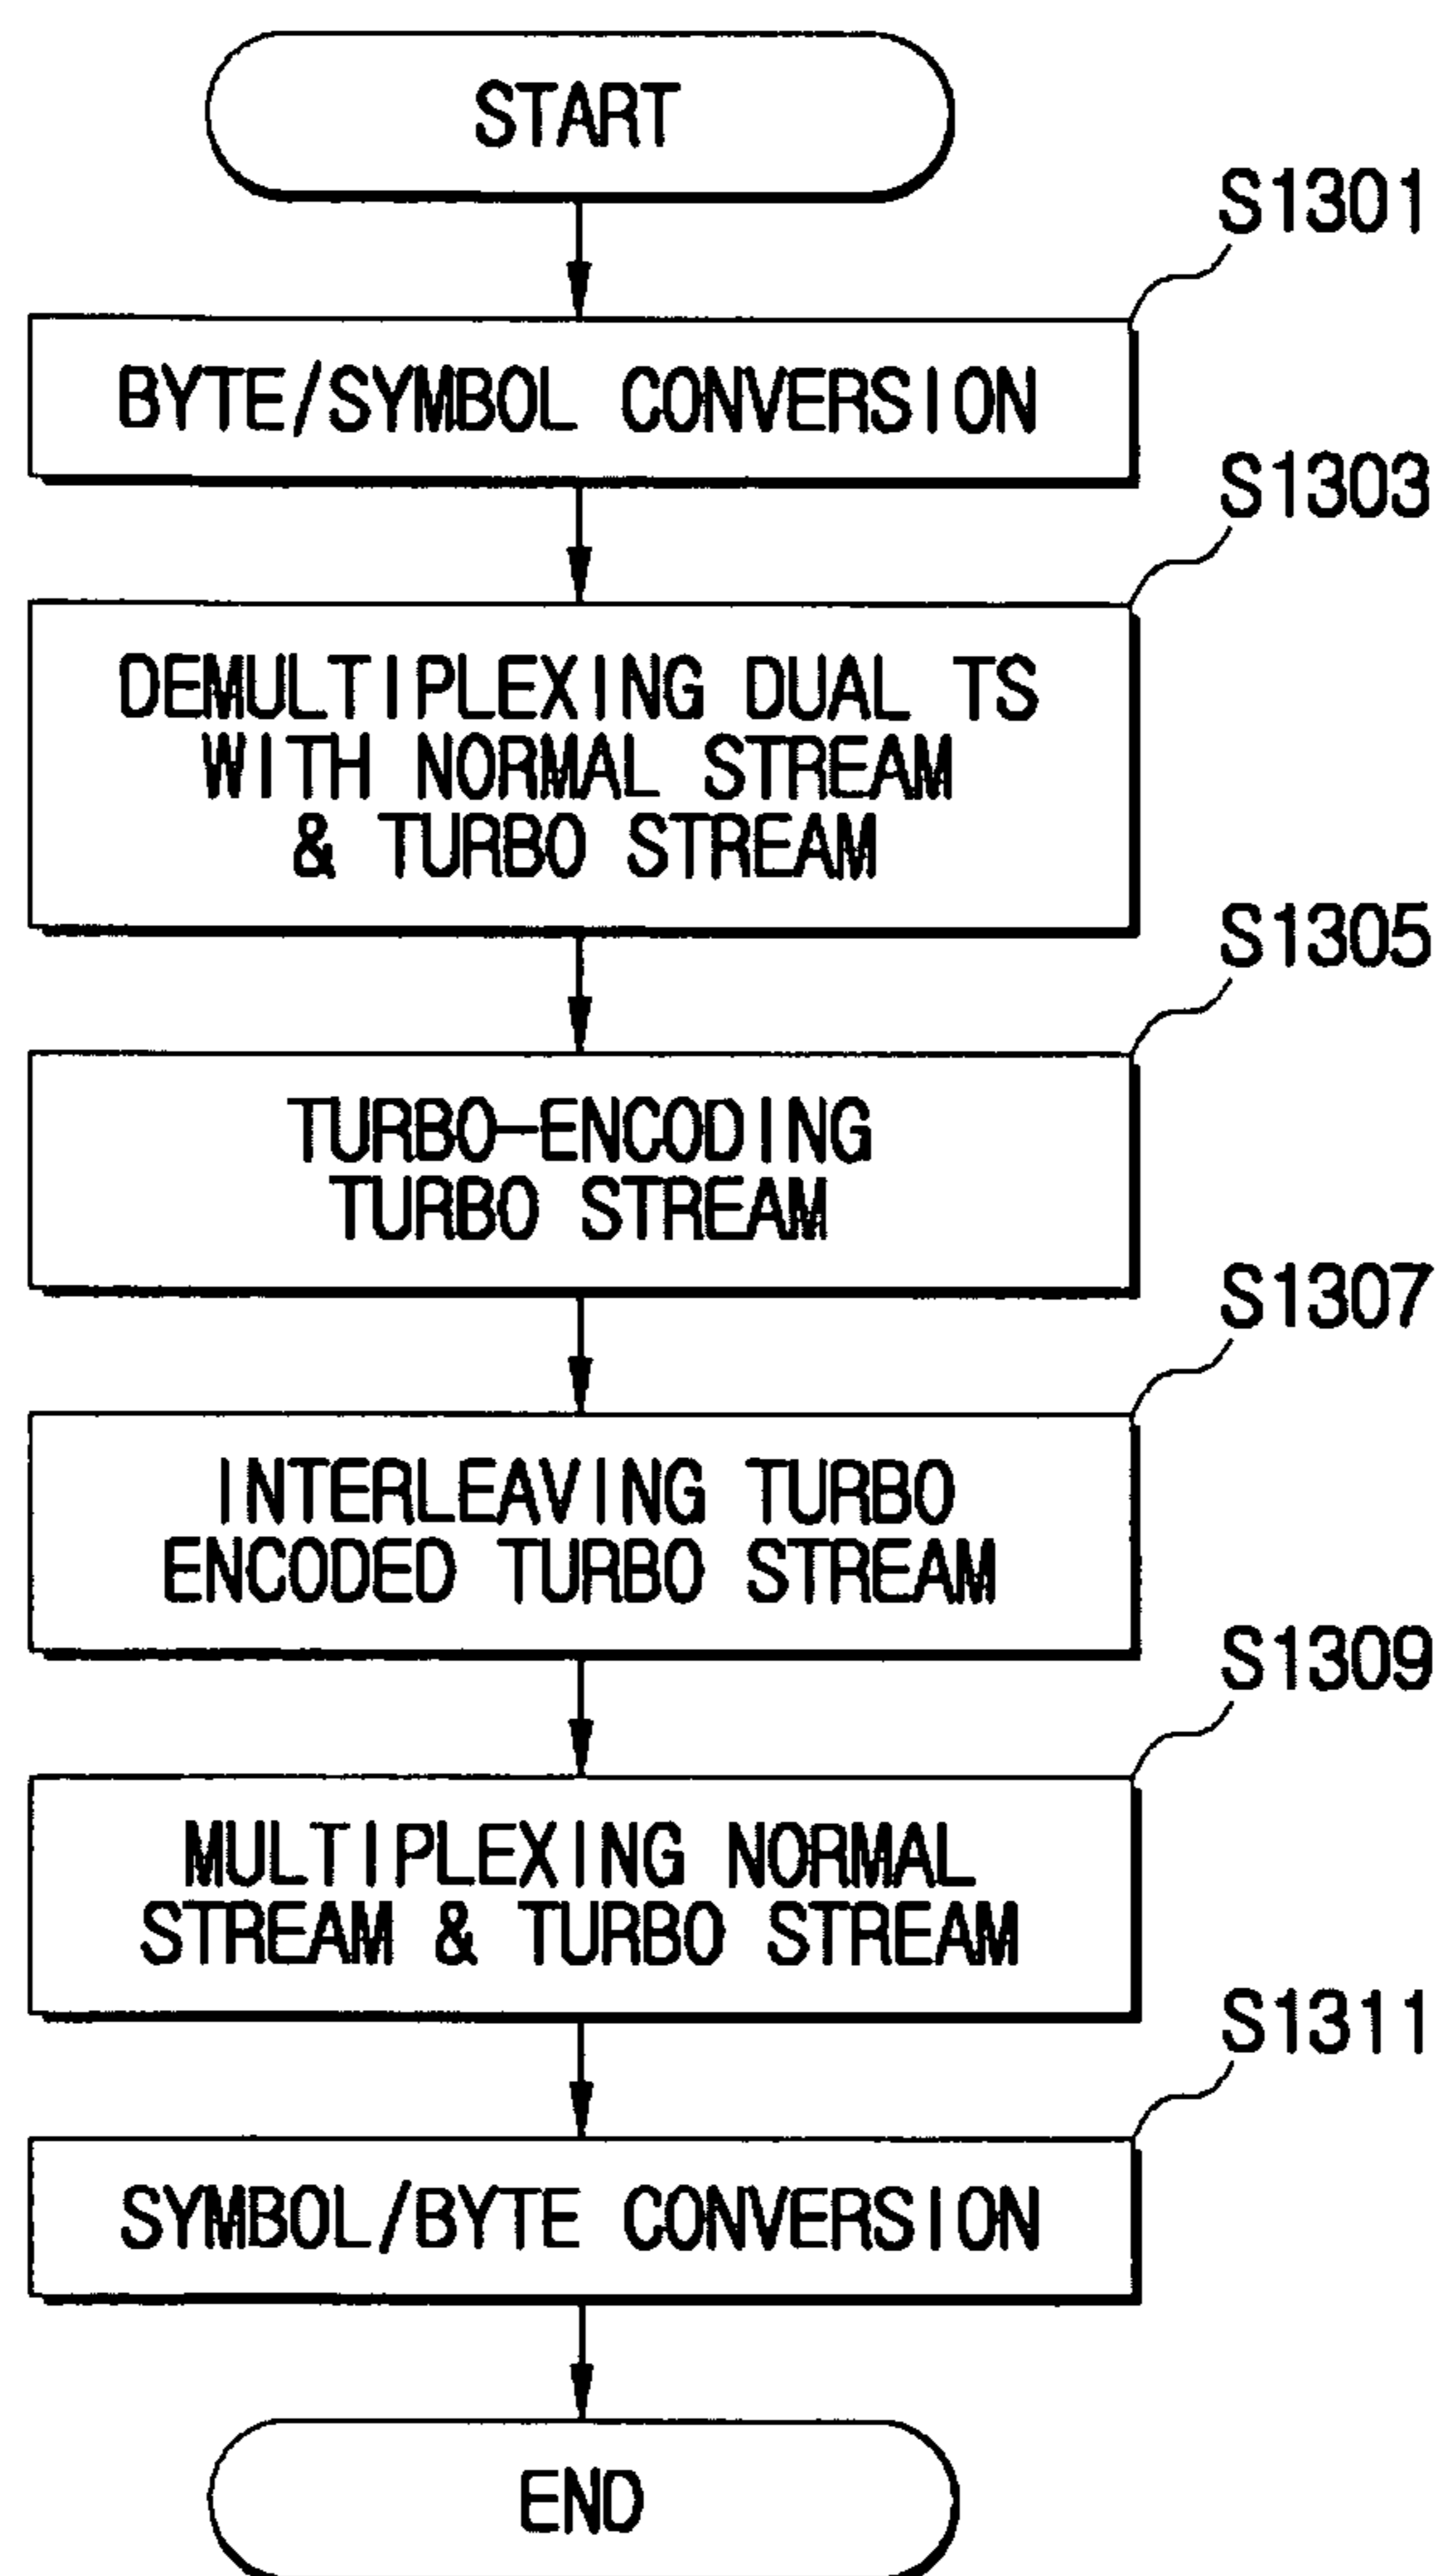 START
S1301
BYTE/SYMBOL CONVERSION
S1303
DEMULTIPLEXING DUAL TS
WITH NORMAL STREAM
& TURBO STREAM
S1305
TURBO-ENCODING
TURBO STREAM
S1307
INTERLEAVING TURBO
ENCODED TURBO STREAM
S1309
MULTIPLEXING NORMAL
STREAM & TURBO STREAM
S1311
SYMBOL/BYTE CONVERSION
END